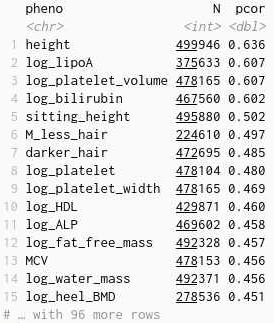 pheno N pcor
<chr> <int> <dbl>
1 height 499946 0.636
2 log_lipoA 375633 0.607
3 log_platelet_volume 478165 0.607
4 log_bilirubin 467560 0.602
5 sitting_height 495880 0.502
6 M_less_hair 224610 0.497
7 darker_hair 472695 0.485
8 log_platelet 478104 0.480
9 log_platelet_width 478165 0.469
10 log_HDL 429871 0.460
11 log_ALP 469602 0.458
12 log_fat_free_mass 492328 0.457
13 MCV 478153 0.456
14 log_water_mass 492371 0.456
15 log_heel_BMD 278536 0.451
# … with 96 more rows